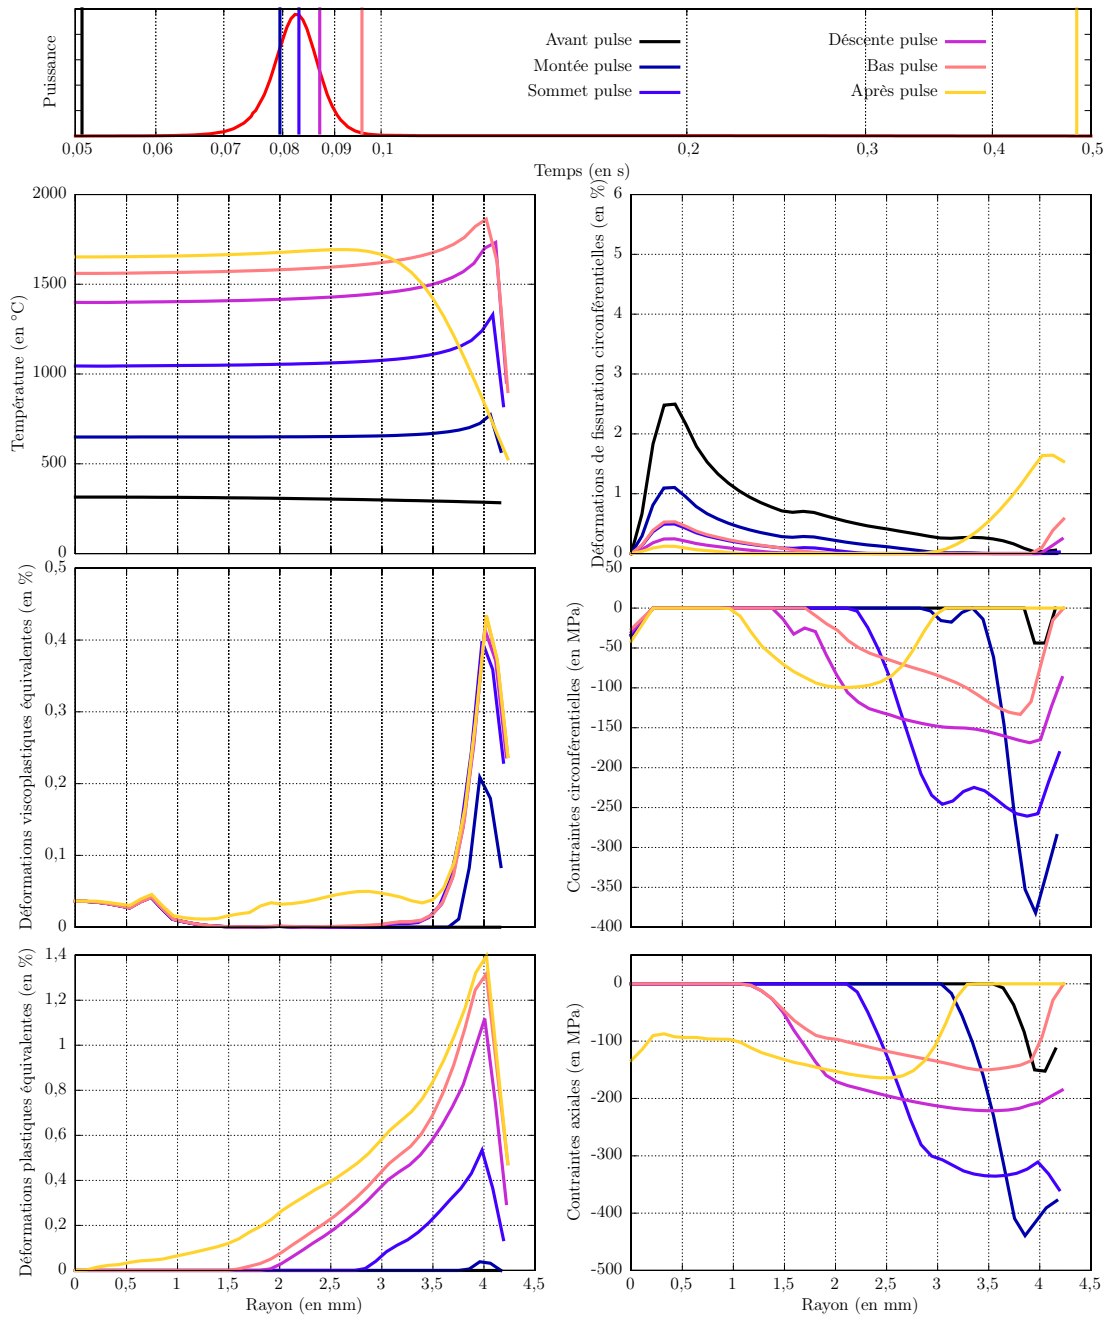 Puissance
Avant pulse
Montée pulse
Sommet pulse
Déscente pulse
Bas pulse
Après pulse
0,05 0,06 0,07 0,08 0,09 0,1 0,2 0,3 0,4 0,5
Temps (en s)
Température (en °C)
2000
1500
1000
500
0
Déformations de fissuration circonférentielles (en %)
6
5
4
3
2
1
0
Déformations viscoplastiques équivalentes (en %)
0,5
0,4
0,3
0,2
0,1
0
Contraintes circonférentielles (en MPa)
50
0
-50
-100
-150
-200
-250
-300
-350
-400
Déformations plastiques équivalentes (en %)
1,4
1,2
1
0,8
0,6
0,4
0,2
0
0 0,5 1 1,5 2 2,5 3 3,5 4 4,5
Rayon (en mm)
Contraintes axiales (en MPa)
0
-100
-200
-300
-400
-500
0 0,5 1 1,5 2 2,5 3 3,5 4 4,5
Rayon (en mm)